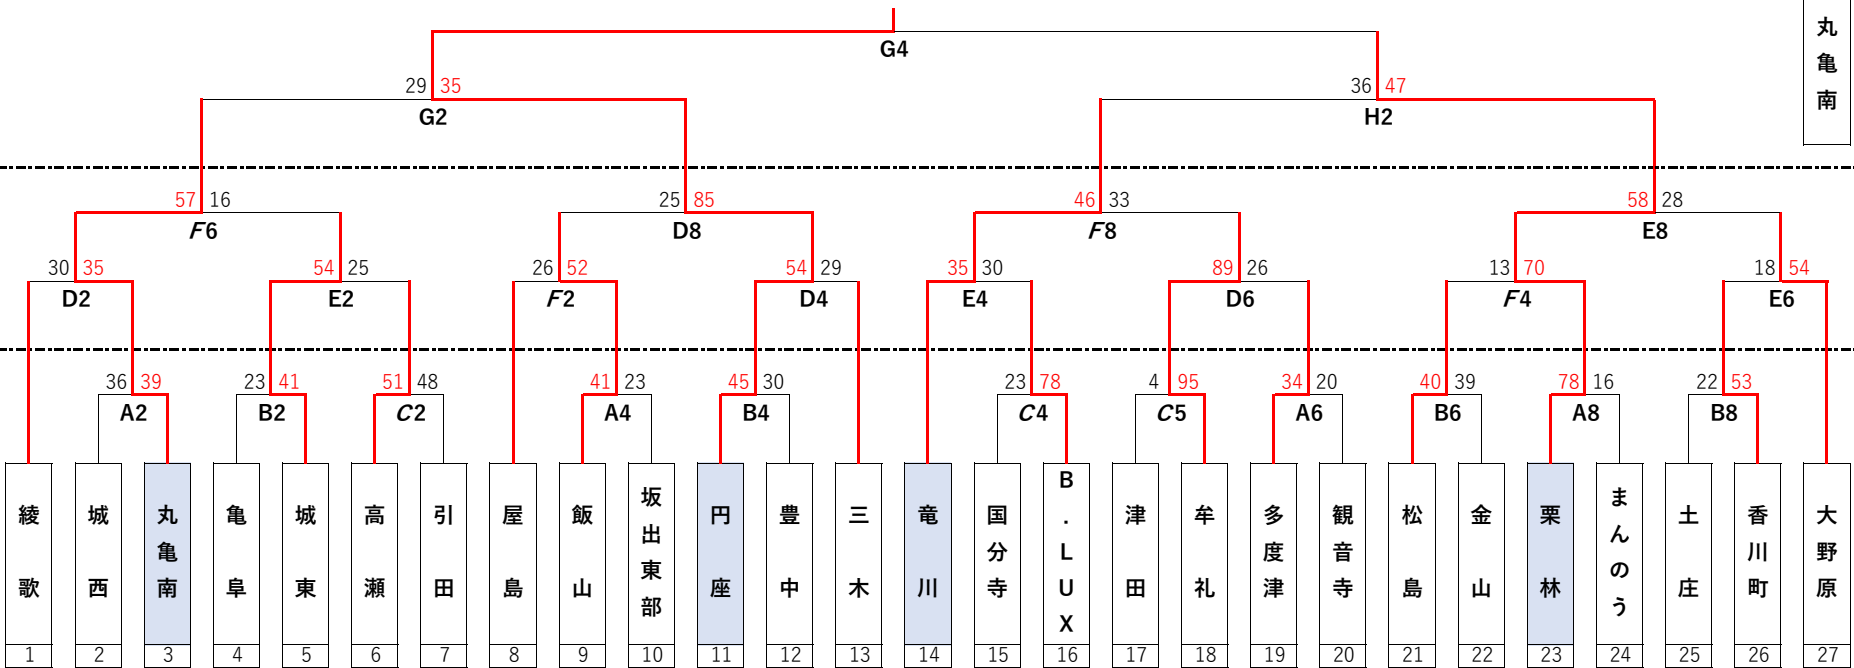 丸亀南
G4
29 35
36 47
G2
H2
57 16
25 85
46 33
58 28
F6
D8
F8
E8
30 35
54 25
26 52
54 29
35 30
89 26
13 70
18 54
D2
E2
F2
D4
E4
D6
F4
E6
36 39
23 41
51 48
41 23
45 30
23 78
4 95
34 20
40 39
78 16
22 53
A2
B2
C2
A4
B4
C4
C5
A6
B6
A8
B8
綾歌
城西
丸亀南
亀阜
城東
高瀬
引田
屋島
飯山
坂出東部
円座
豊中
三木
竜川
国分寺
B.LUX
津田
牟礼
多度津
観音寺
松島
金山
栗林
まんのう
土庄
香川町
大野原
1 2 3 4 5 6 7 8 9 10 11 12 13 14 15 16 17 18 19 20 21 22 23 24 25 26 27